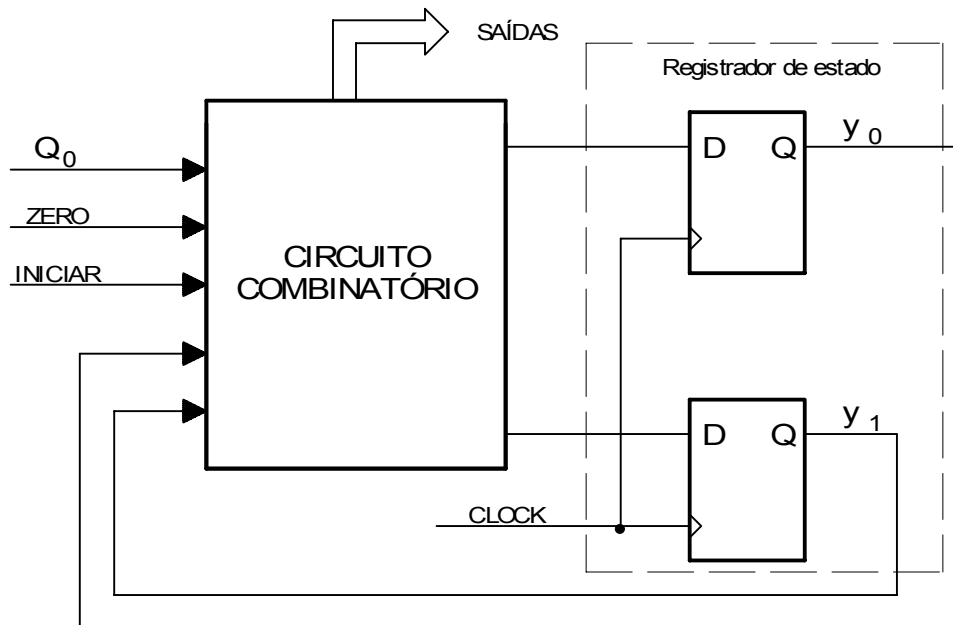 SAÍDAS
Registrador de estado
Q0
ZERO
INICIAR
CIRCUITO
COMBINATÓRIO
D Q
y0
D Q
y1
CLOCK